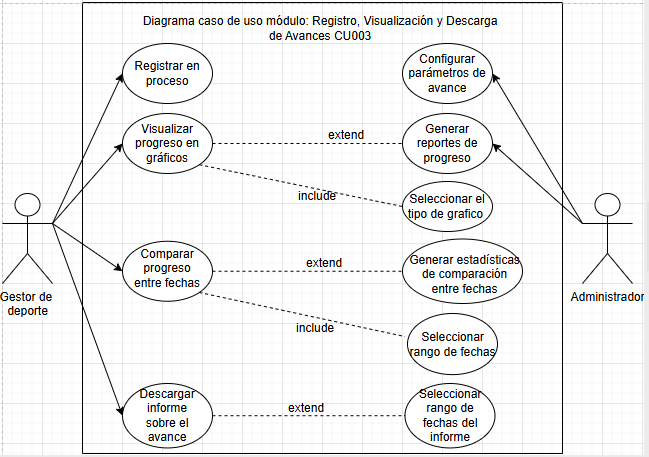 Diagrama caso de uso módulo: Registro, Visualización y Descarga
de Avances CU003
Registrar en
proceso
Configurar
parámetros de
avance
Visualizar
progreso en
gráficos
extend
Generar
reportes de
progreso
include
Seleccionar el
tipo de grafico
Gestor de
deporte
Administrador
Comparar
progreso
entre fechas
extend
Generar estadísticas
de comparación
entre fechas
include
Seleccionar
rango de fechas
Descargar
informe
sobre el
avance
extend
Seleccionar
rango de
fechas del
informe